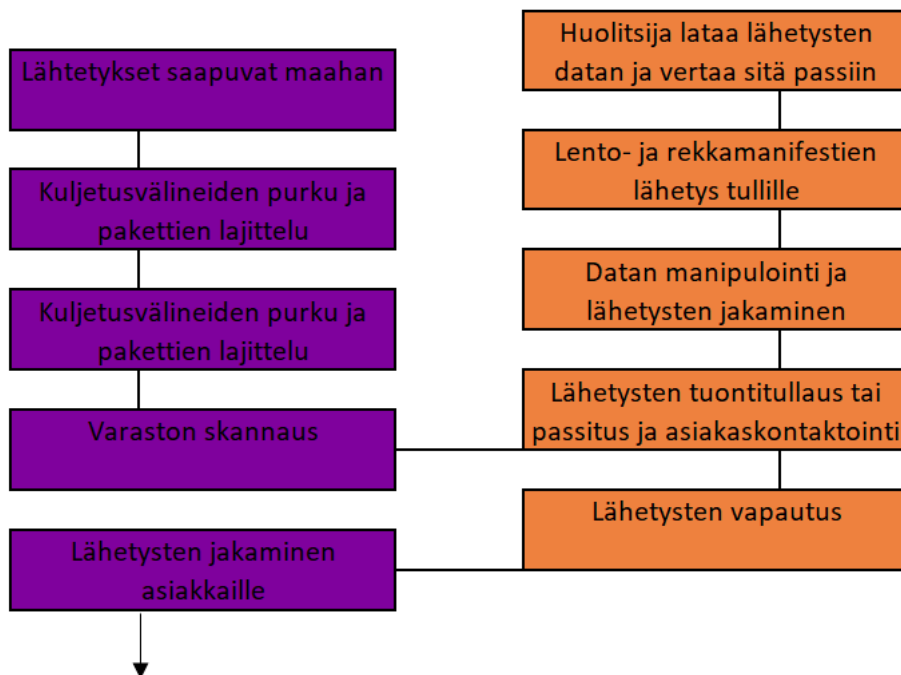 Lähtetykset saapuvat maahan
Kuljetusvälineiden purku ja
pakettien lajittelu
Kuljetusvälineiden purku ja
pakettien lajittelu
Varaston skannaus
Lähetysten jakaminen
asiakkaille
Huolitsija lataa lähetysten
datan ja vertaa sitä passiin
Lento- ja rekkamanifestien
lähetys tullille
Datan manipulointi ja
lähetysten jakaminen
Lähetysten tuontitullaus tai
passitus ja asiakaskontaktointi
Lähetysten vapautus